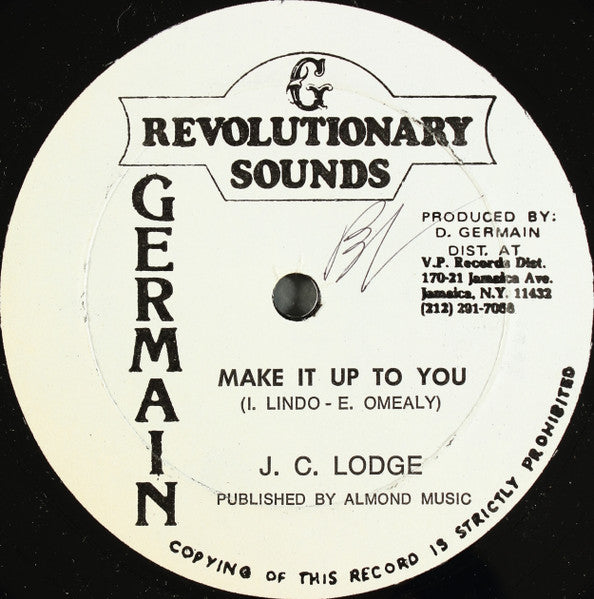 G
REVOLUTIONARY
SOUNDS
GERMAIN
PRODUCED BY:
D. GERMAIN
DIST. AT
V.P. Records Dist.
170-21 Jamaica Ave.
Jamaica, N.Y. 11432
(212) 291-7058
MAKE IT UP TO YOU
(I. LINDO - E. OMEALY)
J. C. LODGE
PUBLISHED BY ALMOND MUSIC
COPYING OF THIS RECORD IS STRICTLY PROHIBITED